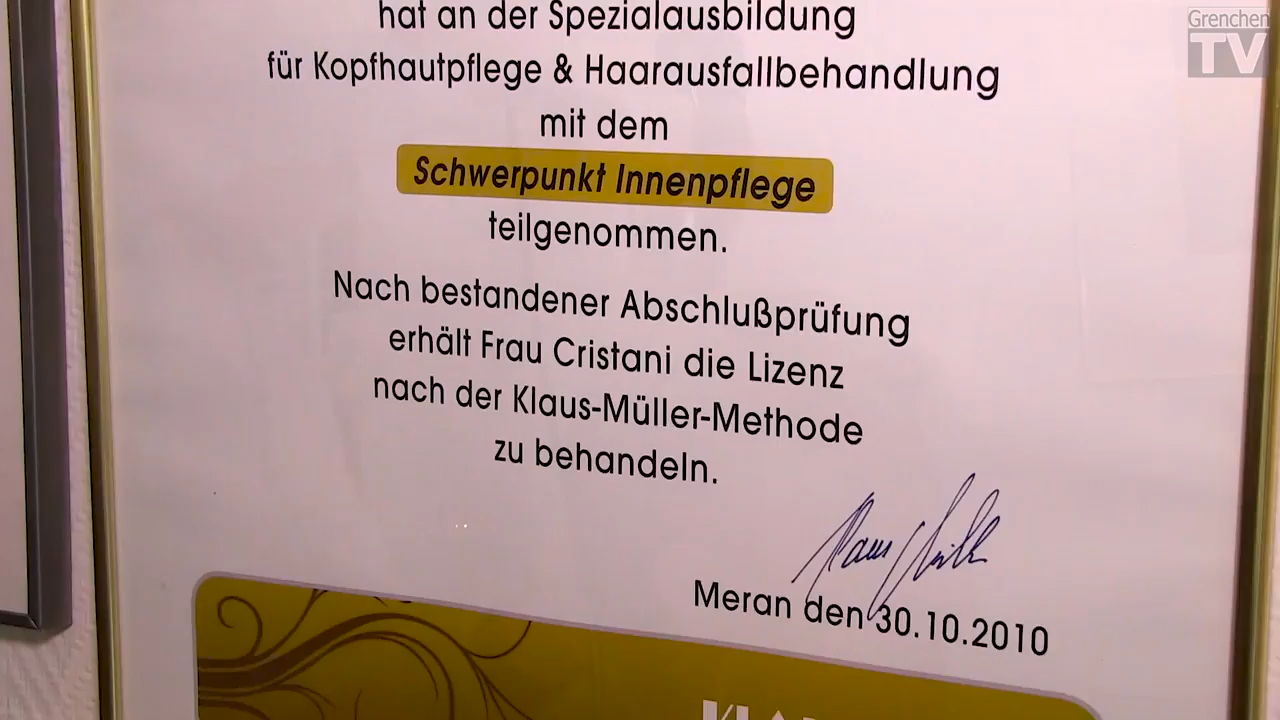 Grenchen
TV
hat an der Spezialausbildung
für Kopfhautpflege & Haarausfallbehandlung
mit dem
Schwerpunkt Innenpflege
teilgenommen.
Nach bestandener Abschlußprüfung
erhält Frau Cristani die Lizenz
nach der Klaus-Müller-Methode
zu behandeln.
Meran den 30.10.2010